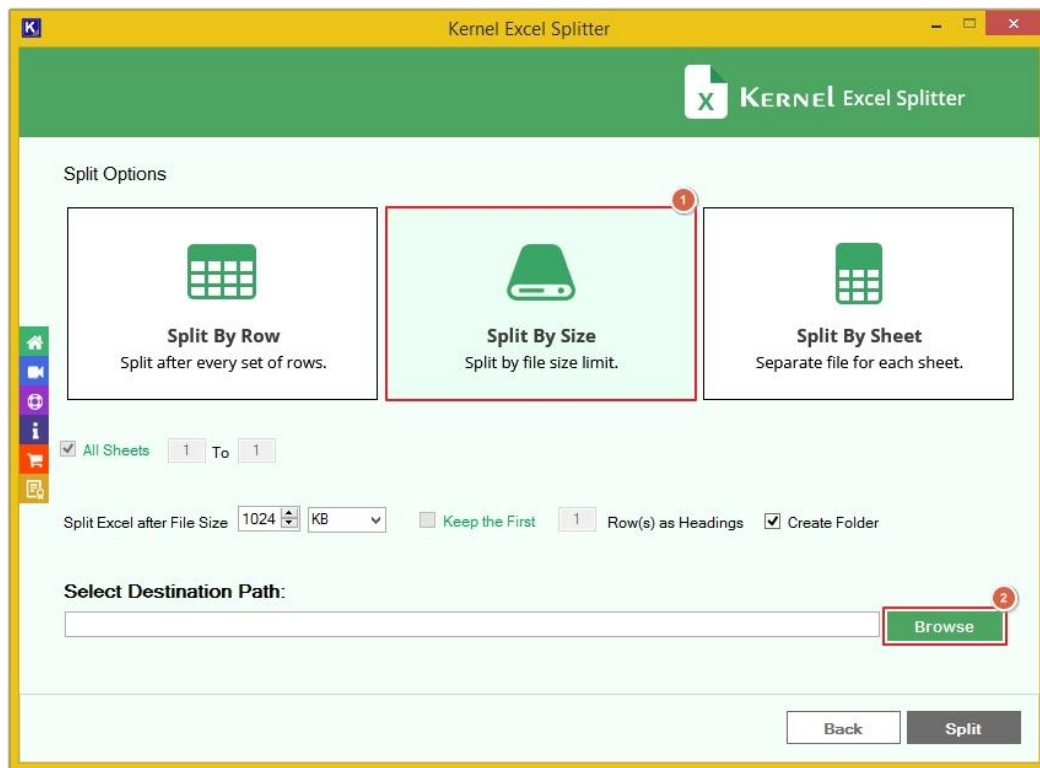 K
Kernel Excel Splitter
X KERNEL Excel Splitter
Split Options
1
Split By Row
Split after every set of rows.
Split By Size
Split by file size limit.
Split By Sheet
Separate file for each sheet.
i
All Sheets 1 To 1
Split Excel after File Size 1024 KB Keep the First 1 Row(s) as Headings Create Folder
Select Destination Path:
2
Browse
Back Split